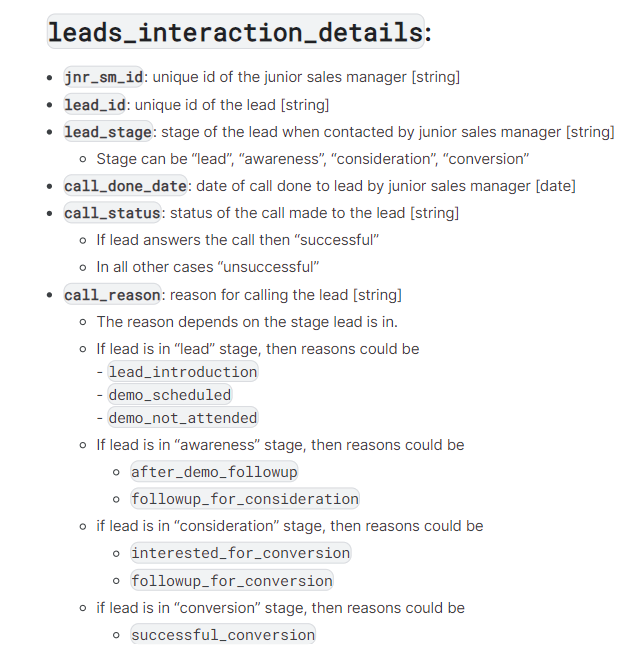 leads_interaction_details:
• jnr_sm_id: unique id of the junior sales manager [string]
• lead_id: unique id of the lead [string]
• lead_stage: stage of the lead when contacted by junior sales manager [string]
◦ Stage can be “lead”, “awareness”, “consideration”, “conversion”
• call_done_date: date of call done to lead by junior sales manager [date]
• call_status: status of the call made to the lead [string]
◦ If lead answers the call then “successful”
◦ In all other cases “unsuccessful”
• call_reason: reason for calling the lead [string]
◦ The reason depends on the stage lead is in.
◦ If lead is in “lead” stage, then reasons could be
- lead_introduction
- demo_scheduled
- demo_not_attended
◦ If lead is in “awareness” stage, then reasons could be
◦ after_demo_followup
◦ followup_for_consideration
◦ if lead is in “consideration” stage, then reasons could be
◦ interested_for_conversion
◦ followup_for_conversion
◦ if lead is in “conversion” stage, then reasons could be
◦ successful_conversion